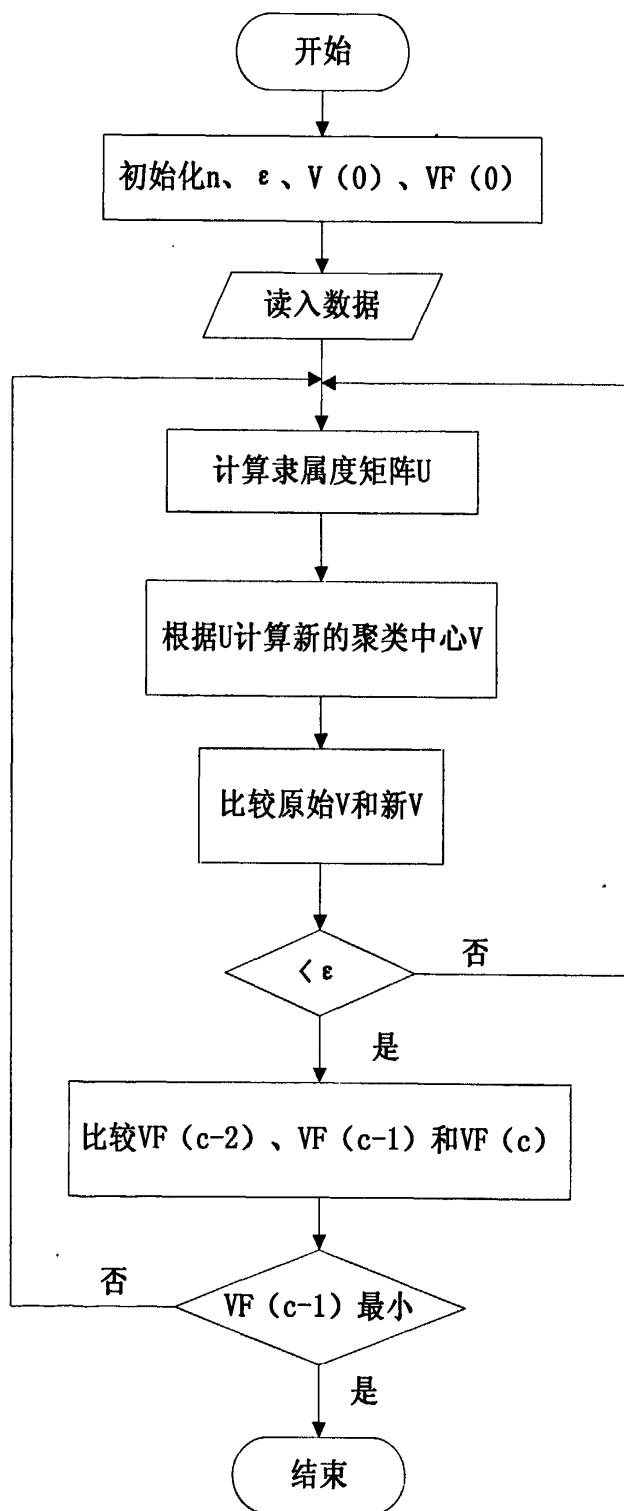 开始
初始化n、ε、V(0)、VF(0)
读入数据
计算隶属度矩阵U
根据U计算新的聚类中心V
比较原始V和新V
<ε
否
是
比较VF(c-2)、VF(c-1)和VF(c)
VF(c-1)最小
否
是
结束